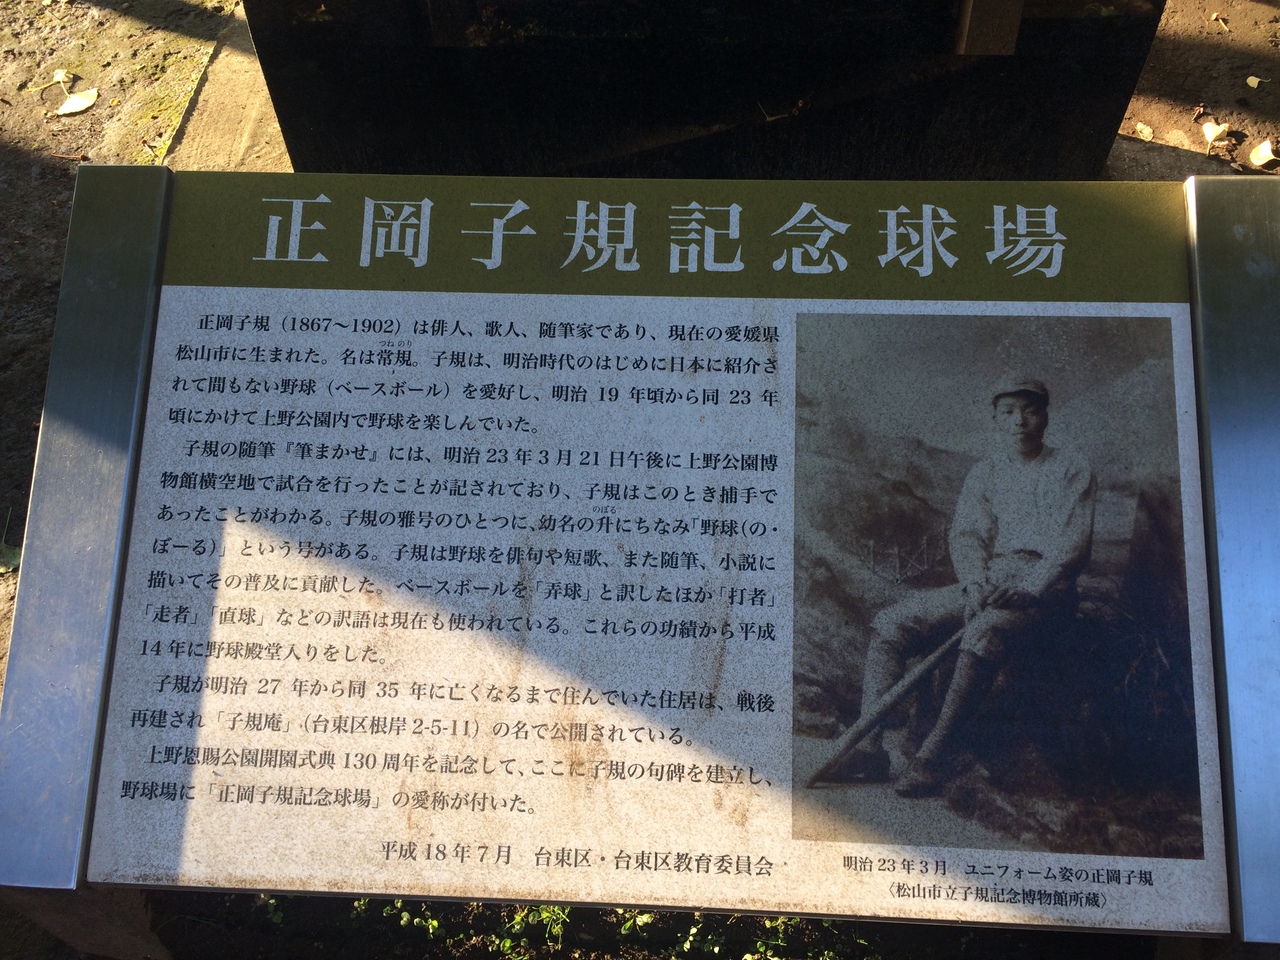 正岡子規記念球場
正岡子規（1867〜1902）は俳人、歌人、随筆家であり、現在の愛媛県
松山市に生まれた。名は常規。子規は、明治時代のはじめに日本に紹介さ
つねのり
れて間もない野球（ベースボール）を愛好し、明治 19 年頃から同 23 年
頃にかけて上野公園内で野球を楽しんでいた。
子規の随筆『筆まかせ』には、明治 23 年 3 月 21 日午後に上野公園博
物館横空地で試合を行ったことが記されており、子規はこのとき捕手で
あったことがわかる。子規の雅号のひとつに、幼名の升にちなみ「野球（の・
のぼる
ぼーる）」という号がある。子規は野球を俳句や短歌、また随筆、小説に
描いてその普及に貢献した。ベースボールを「弄球」と訳したほか「打者」
「走者」「直球」などの訳語は現在も使われている。これらの功績から平成
14 年に野球殿堂入りをした。
子規が明治 27 年から同 35 年に亡くなるまで住んでいた住居は、戦後
再建され「子規庵」（台東区根岸 2-5-11）の名で公開されている。
上野恩賜公園開園式典 130 周年を記念して、ここに子規の句碑を建立し、
野球場に「正岡子規記念球場」の愛称が付いた。
平成 18 年 7 月　台東区・台東区教育委員会
明治 23 年 3 月　ユニフォーム姿の正岡子規
〈松山市立子規記念博物館所蔵〉